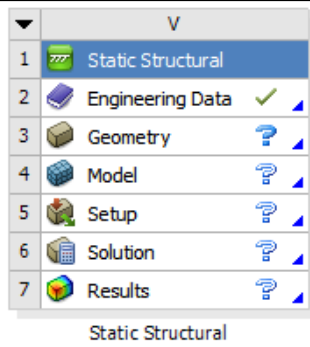 V
1 Static Structural
2 Engineering Data
3 Geometry
4 Model
5 Setup
6 Solution
7 Results
Static Structural